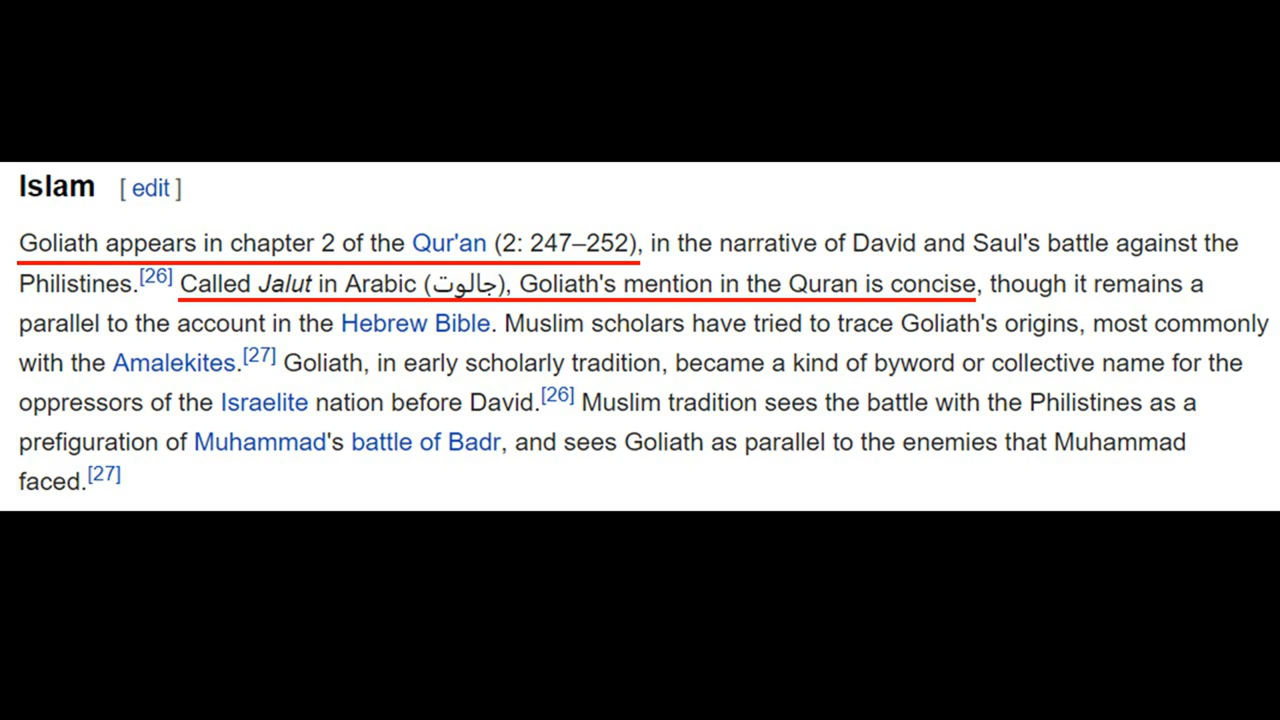 Islam [ edit ]
Goliath appears in chapter 2 of the Qur'an (2: 247–252), in the narrative of David and Saul's battle against the
Philistines.[26] Called Jalut in Arabic (جالوت), Goliath's mention in the Quran is concise, though it remains a
parallel to the account in the Hebrew Bible. Muslim scholars have tried to trace Goliath's origins, most commonly
with the Amalekites.[27] Goliath, in early scholarly tradition, became a kind of byword or collective name for the
oppressors of the Israelite nation before David.[26] Muslim tradition sees the battle with the Philistines as a
prefiguration of Muhammad's battle of Badr, and sees Goliath as parallel to the enemies that Muhammad
faced.[27]